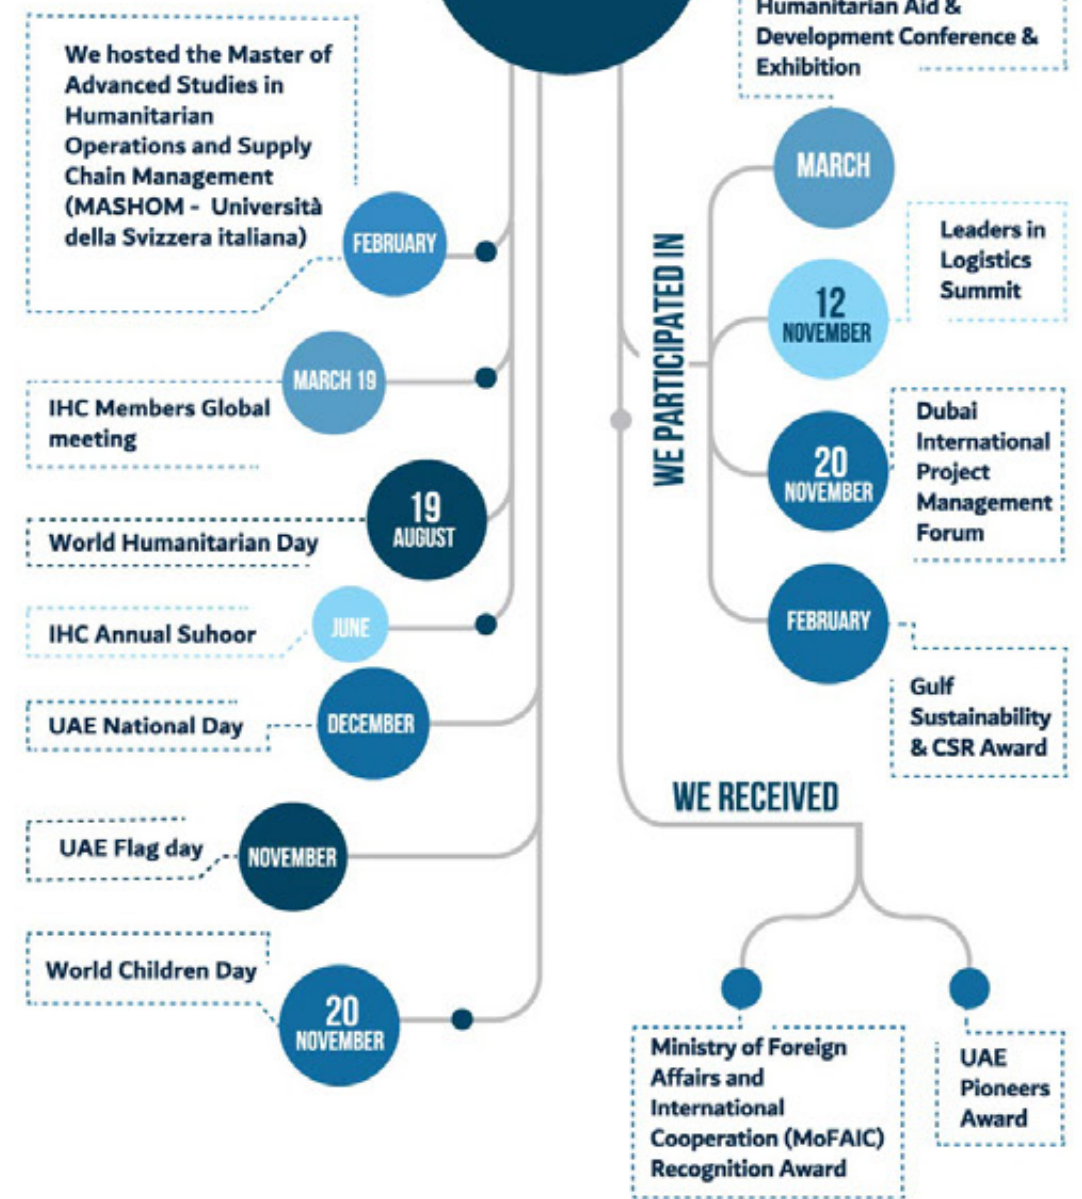 We hosted the Master of
Advanced Studies in
Humanitarian
Operations and Supply
Chain Management
(MASHOM - Università
della Svizzera italiana)
FEBRUARY
MARCH 19
IHC Members Global
meeting
19
AUGUST
World Humanitarian Day
IHC Annual Suhoor
JUNE
UAE National Day
DECEMBER
UAE Flag day
NOVEMBER
World Children Day
20
NOVEMBER
WE PARTICIPATED IN
Humanitarian Aid &
Development Conference &
Exhibition
MARCH
Leaders in
Logistics
Summit
12
NOVEMBER
Dubai
International
Project
Management
Forum
20
NOVEMBER
FEBRUARY
Gulf
Sustainability
& CSR Award
WE RECEIVED
Ministry of Foreign
Affairs and
International
Cooperation (MoFAIC)
Recognition Award
UAE
Pioneers
Award